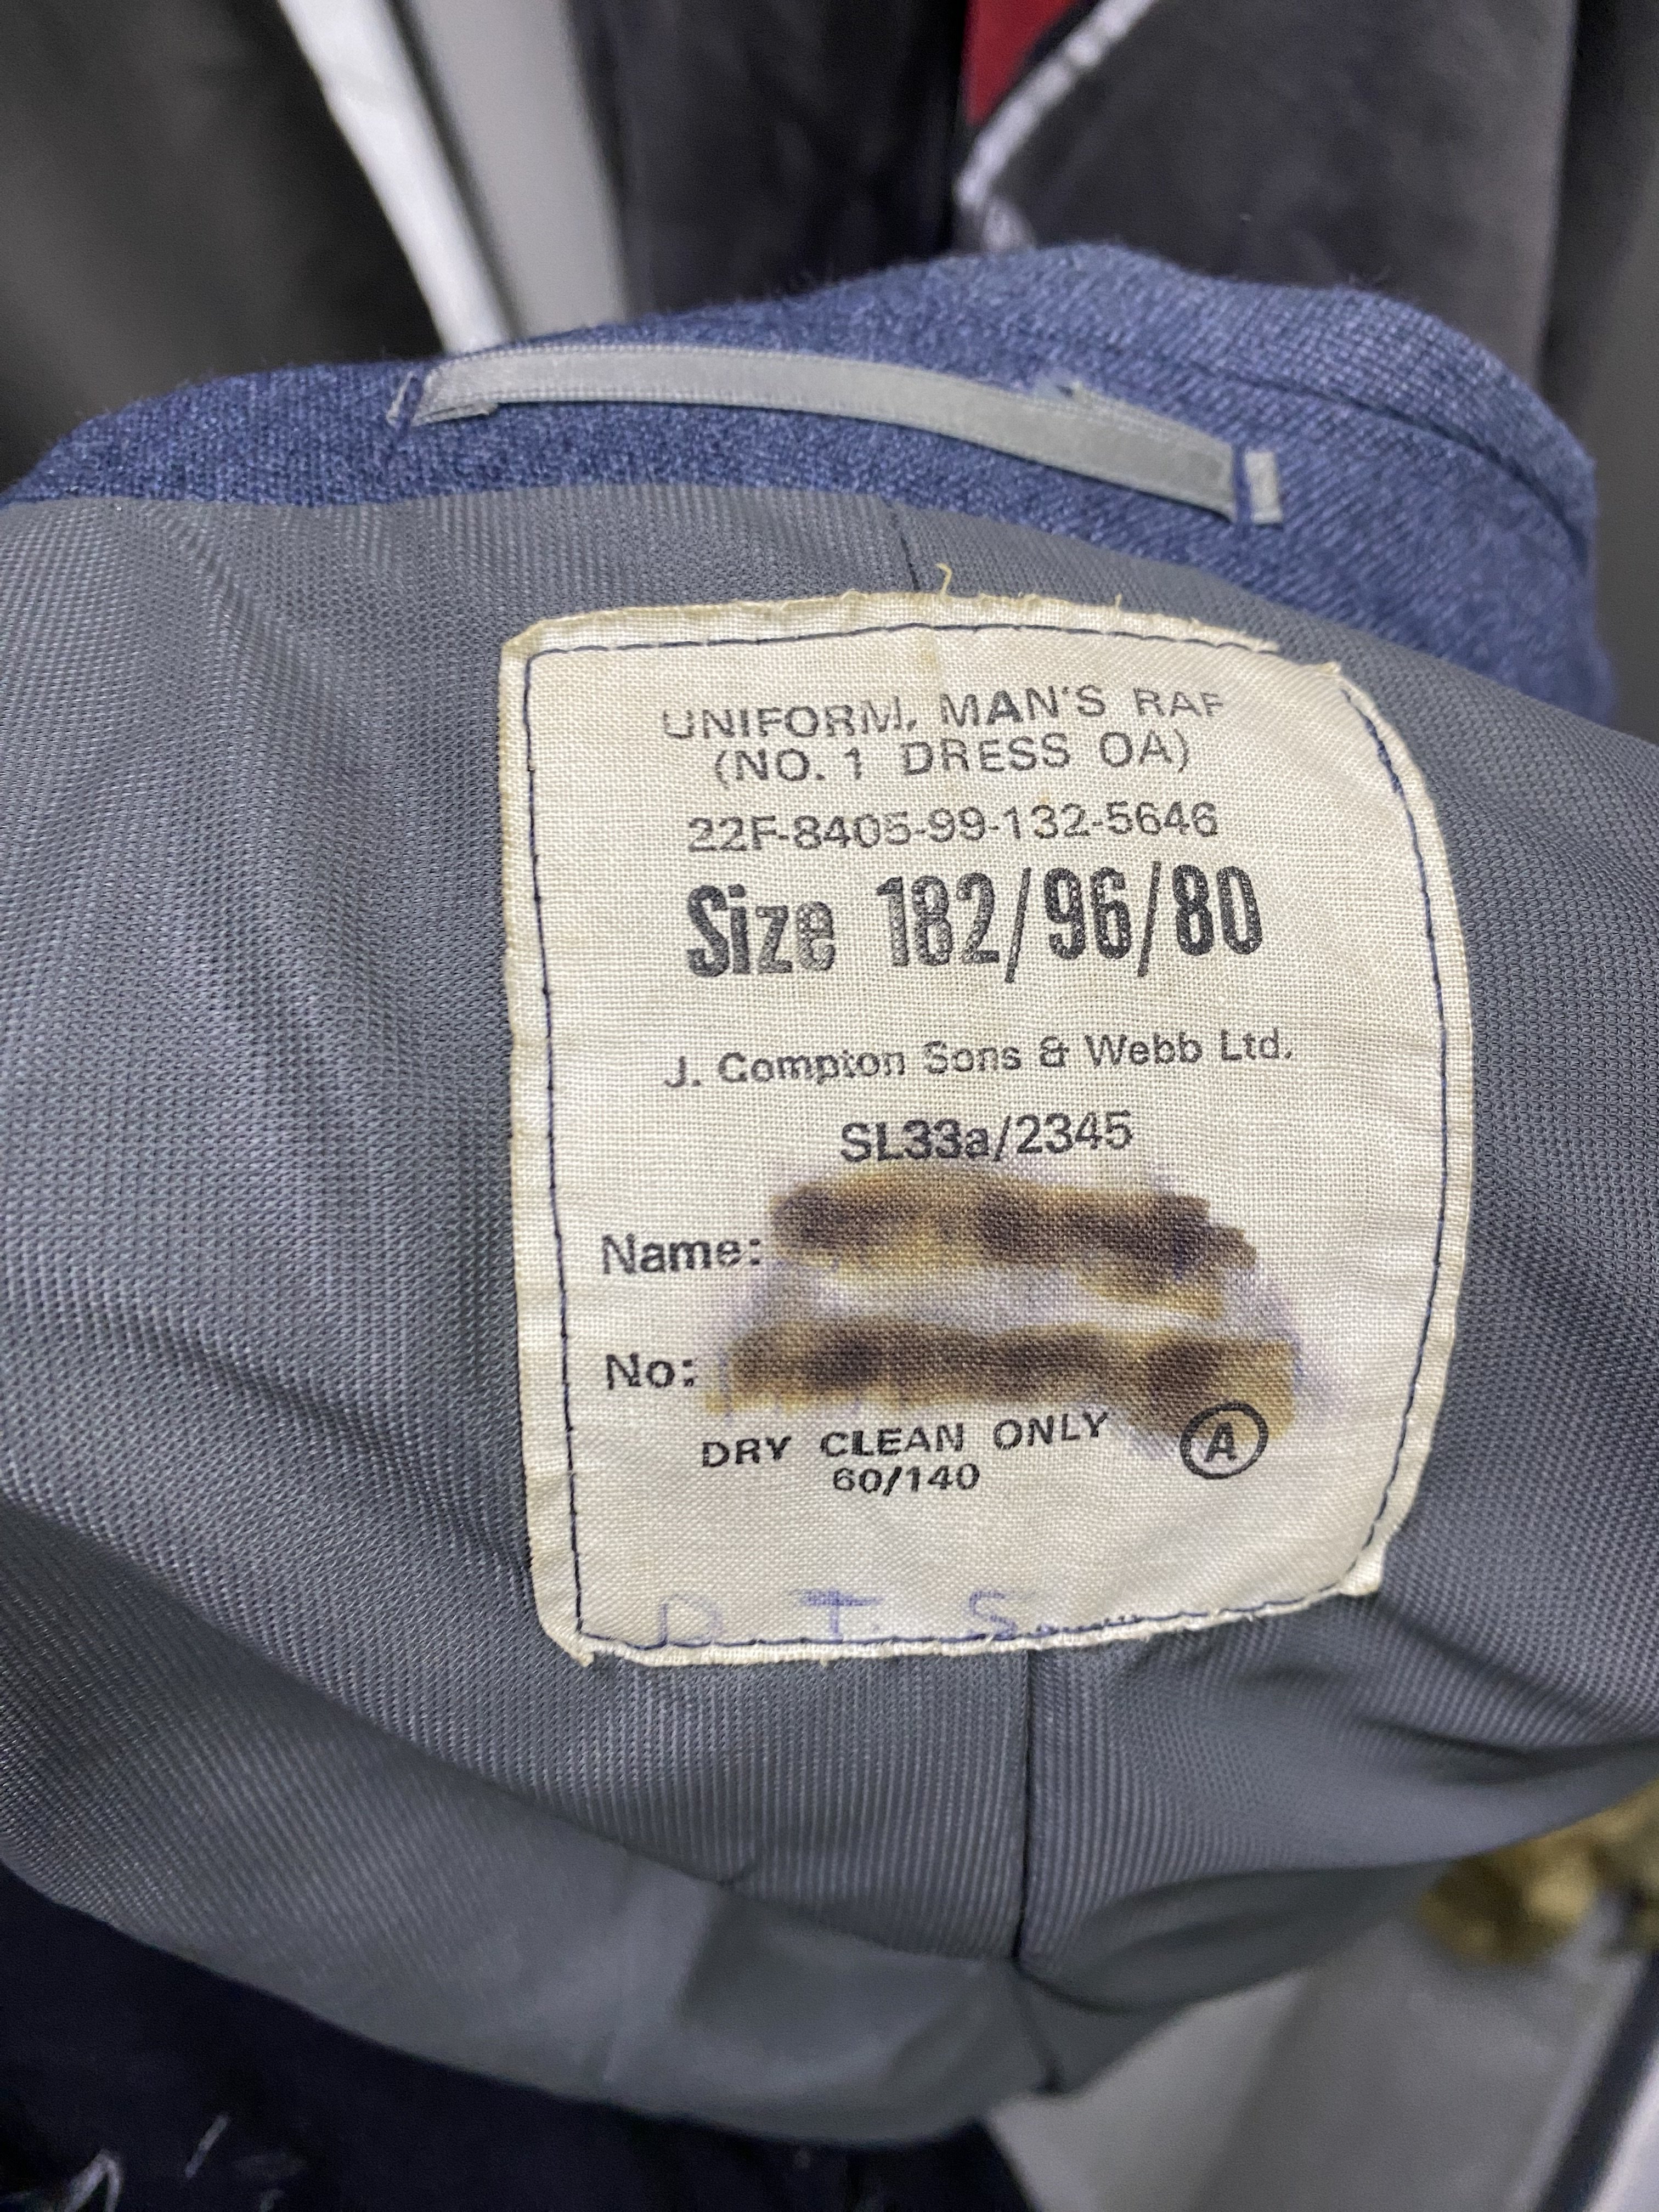 UNIFORM, MAN'S RAF
(NO. 1 DRESS OA)
22F-8405-99-132-5646
Size 182/96/80
J. Compton Sons & Webb Ltd.
SL33a/2345
Name:
No:
DRY CLEAN ONLY
A
60/140
D. T. S.